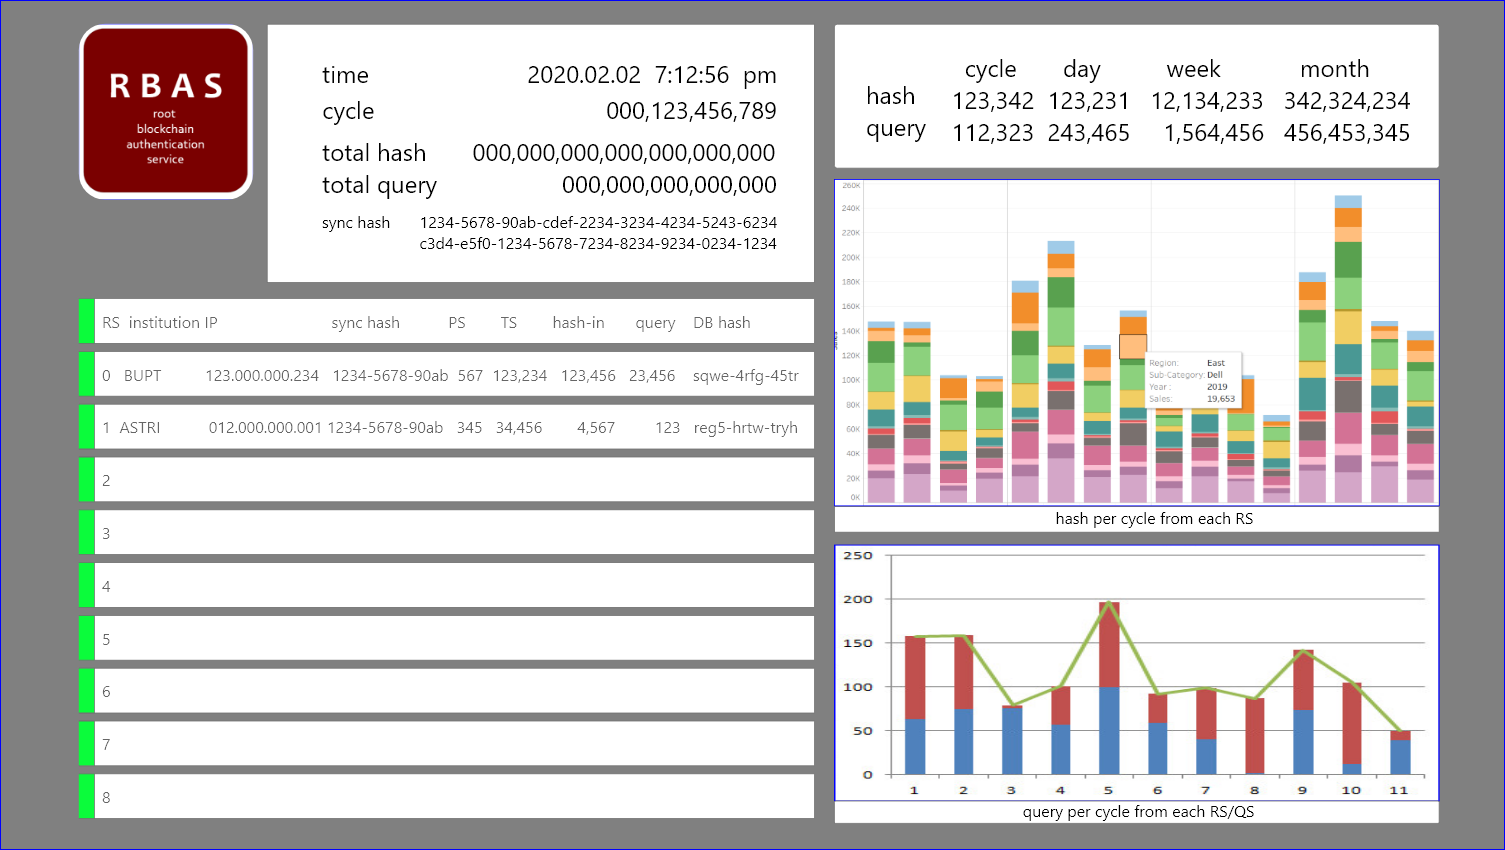 RBAS
root
blockchain
authentication
service
time 2020.02.02 7:12:56 pm
cycle 000,123,456,789
total hash 000,000,000,000,000,000,000
total query 000,000,000,000,000
sync hash 1234-5678-90ab-cdef-2234-3234-4234-5243-6234
c3d4-e5f0-1234-5678-7234-8234-9234-0234-1234
cycle day week month
hash 123,342 123,231 12,134,233 342,324,234
query 112,323 243,465 1,564,456 456,453,345
RS institution IP sync hash PS TS hash-in query DB hash
0 BUPT 123.000.000.234 1234-5678-90ab 567 123,234 123,456 23,456 sqwe-4rfg-45tr
1 ASTRI 012.000.000.001 1234-5678-90ab 345 34,456 4,567 123 reg5-hrtw-tryh
2
3
4
5
6
7
8
260K
240K
220K
200K
180K
160K
140K
120K
100K
80K
60K
40K
20K
0K
Region: East
Sub-Category: Dell
Year : 2019
Sales: 19,653
hash per cycle from each RS
250
200
150
100
50
0
1 2 3 4 5 6 7 8 9 10 11
query per cycle from each RS/QS